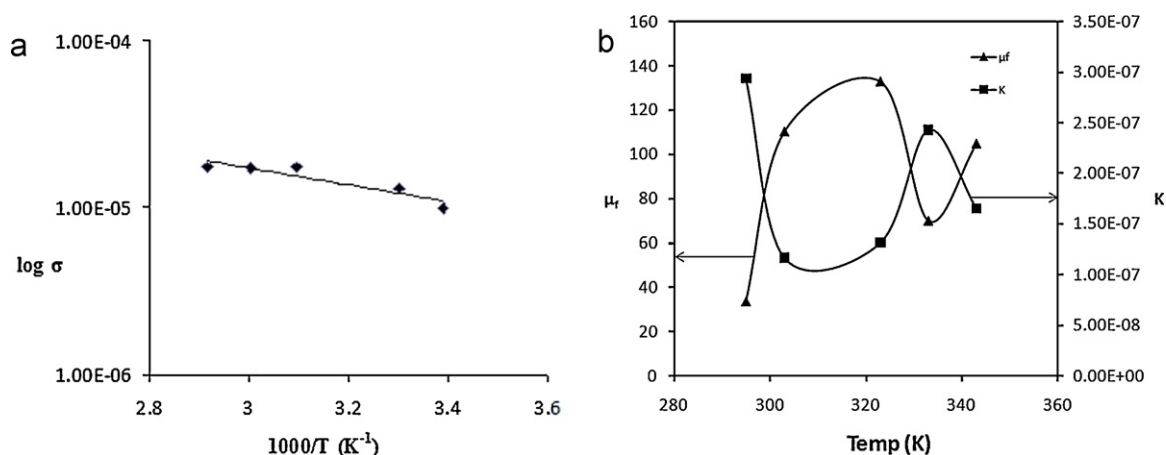 a
1.00E-04
1.00E-05
log σ
1.00E-06
2.8 3 3.2 3.4 3.6
1000/T (K⁻¹)
b
160
140
120
100
µf
80
60
40
20
0
µf
K
3.50E-07
3.00E-07
2.50E-07
2.00E-07
K
1.50E-07
1.00E-07
5.00E-08
0.00E+00
280 300 320 340 360
Temp (K)